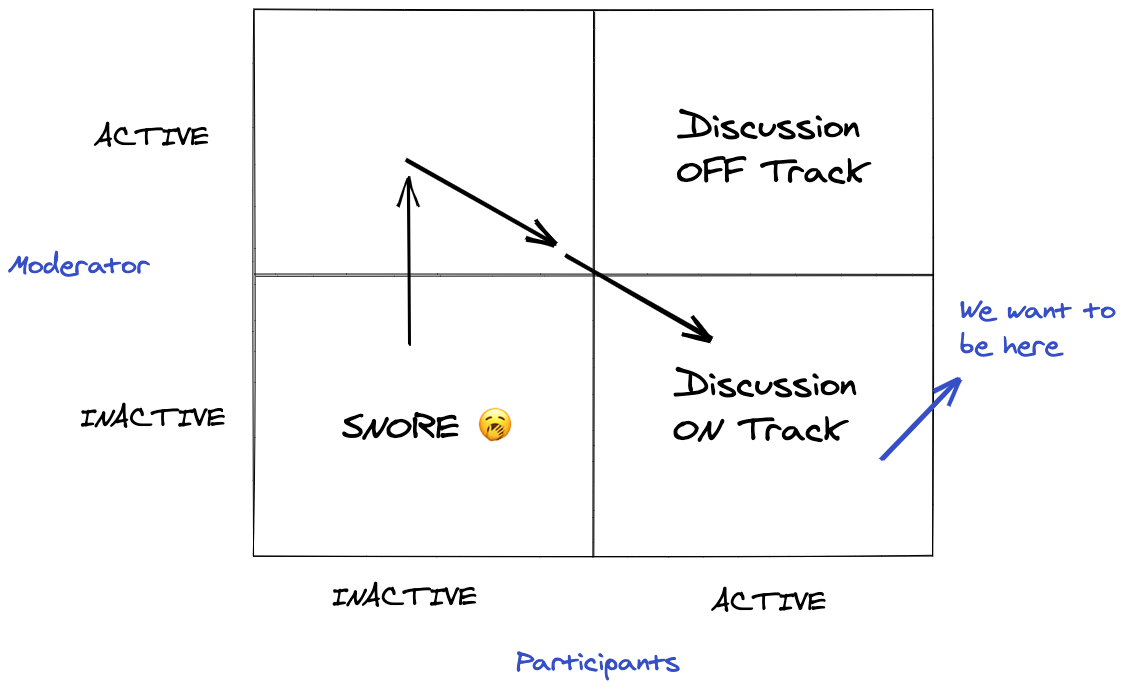 ACTIVE
Discussion
OFF Track
Moderator
We want to
be here
INACTIVE
SNORE 🥱
Discussion
ON Track
INACTIVE
ACTIVE
Participants